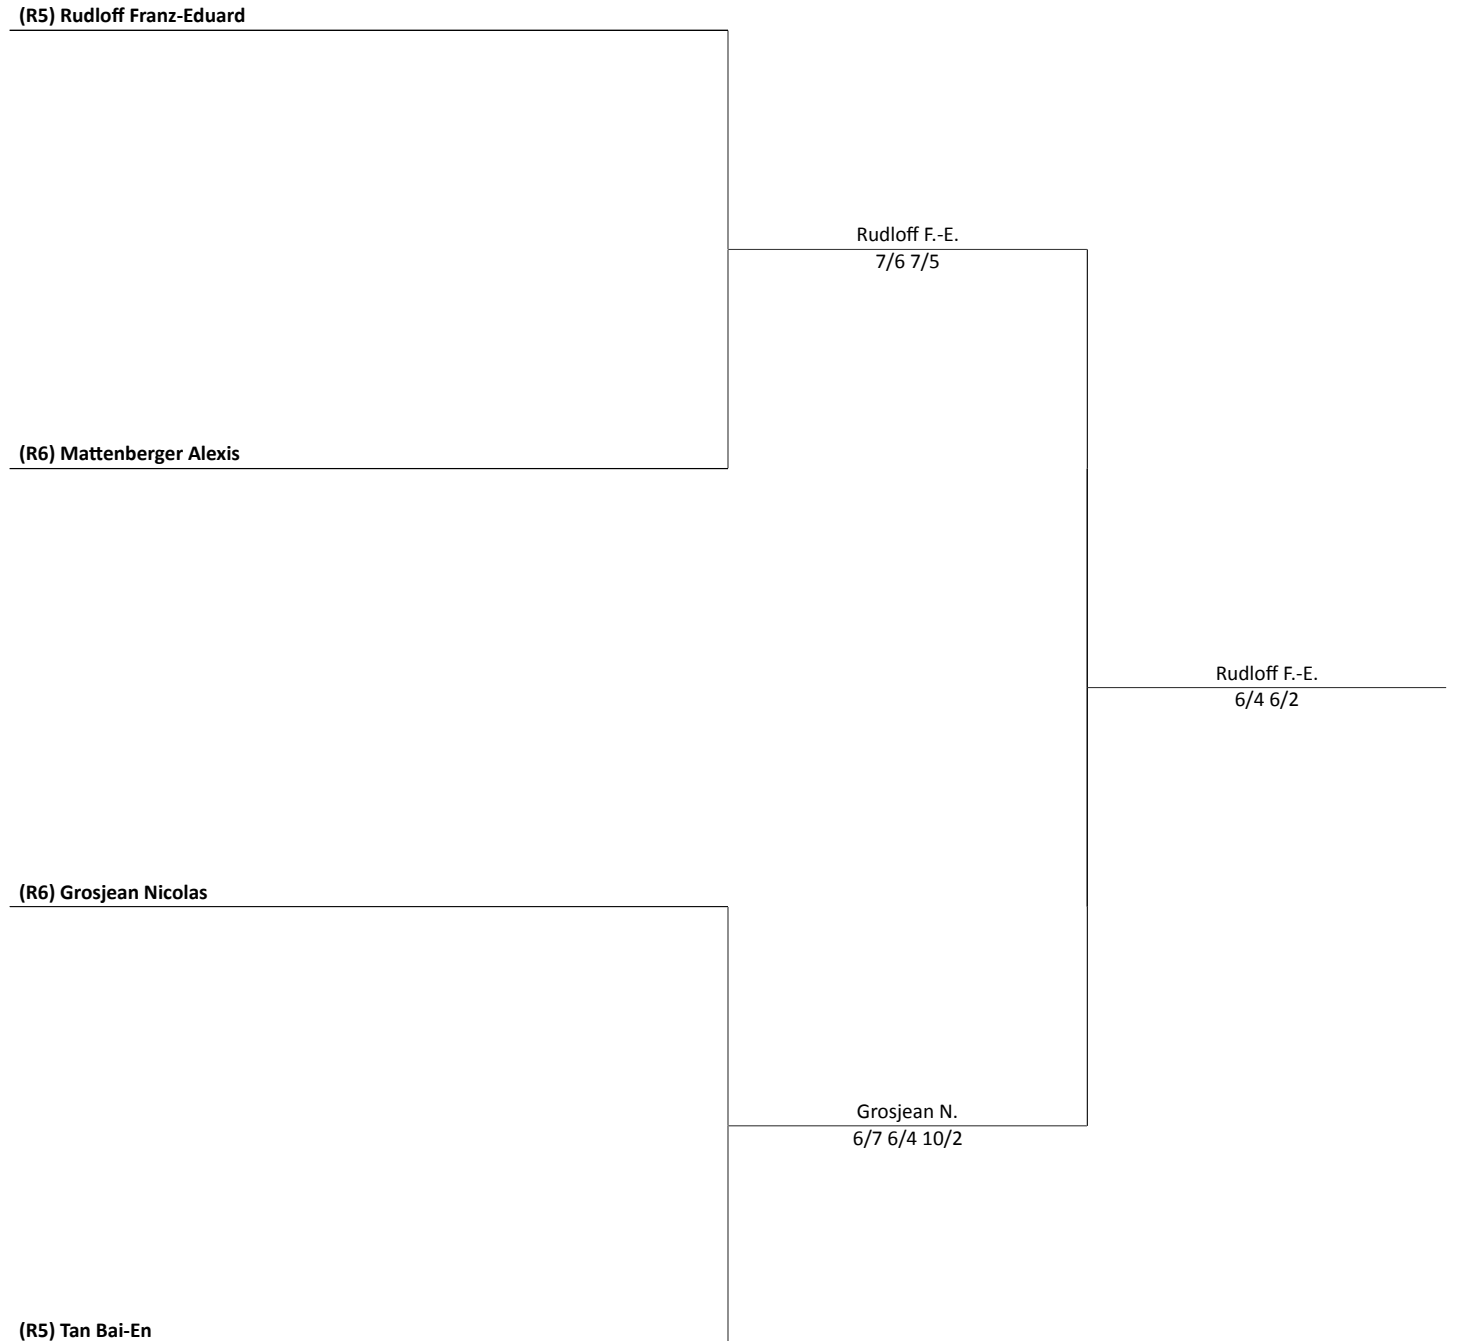 (R5) Rudloff Franz-Eduard
Rudloff F.-E.
7/6 7/5
(R6) Mattenberger Alexis
Rudloff F.-E.
6/4 6/2
(R6) Grosjean Nicolas
Grosjean N.
6/7 6/4 10/2
(R5) Tan Bai-En